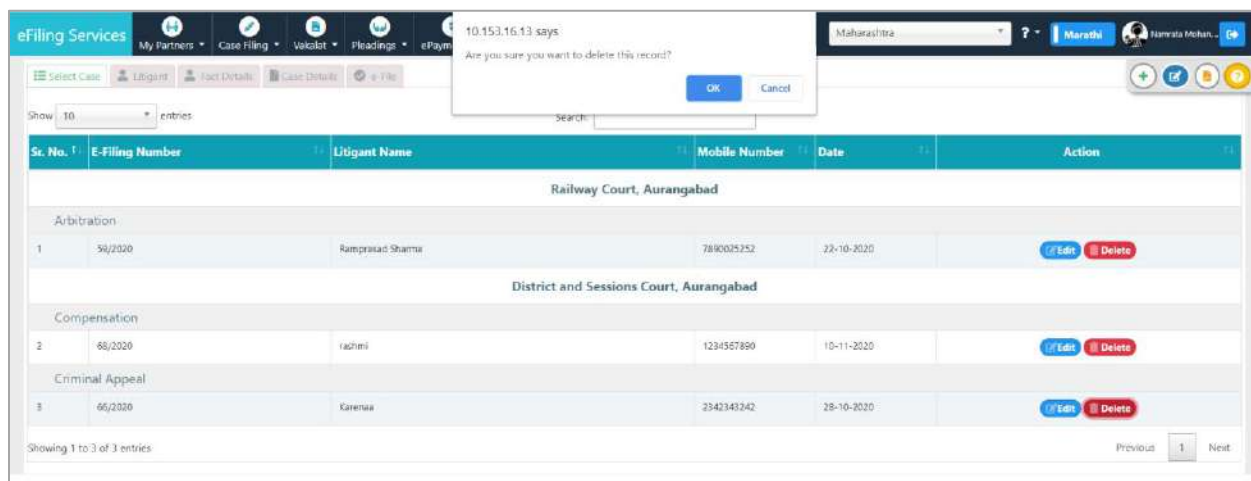 eFiling Services My Partners Case Filing Vakalat Pleadings ePaym Maharashtra ? Marathi Namrata Mohan...
10.153.16.13 says
Are you sure you want to delete this record?
OK Cancel
Select Case Litigant Fact Details Case Details e-File
Show 10 entries Search:
Sr. No. E-Filing Number Litigant Name Mobile Number Date Action
Railway Court, Aurangabad
Arbitration
1 59/2020 Ramprasad Sharma 7890025252 22-10-2020 Edit Delete
District and Sessions Court, Aurangabad
Compensation
2 68/2020 rashmi 1234567890 10-11-2020 Edit Delete
Criminal Appeal
3 66/2020 Karenaa 2342343242 28-10-2020 Edit Delete
Showing 1 to 3 of 3 entries Previous 1 Next